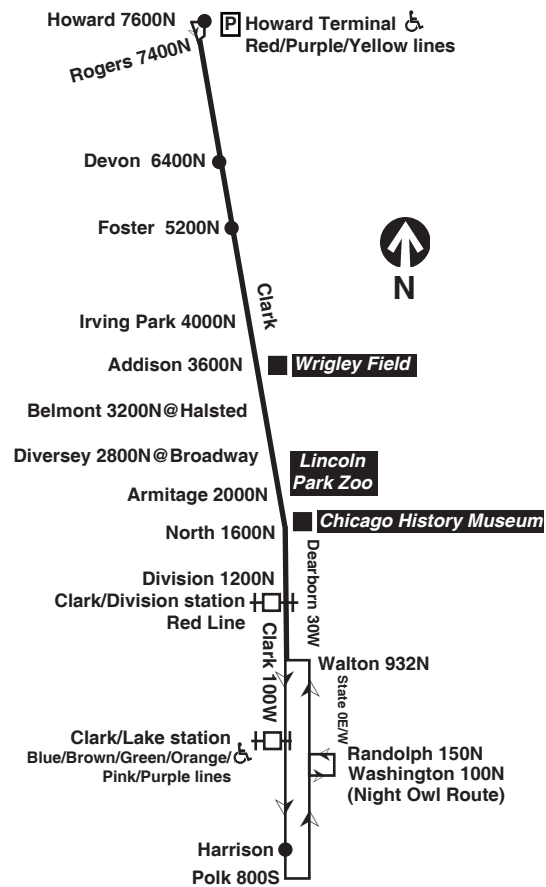 Howard 7600N
P Howard Terminal
Red/Purple/Yellow lines
Rogers 7400N
Devon 6400N
Foster 5200N
N
Clark
Irving Park 4000N
Addison 3600N
Wrigley Field
Belmont 3200N@Halsted
Diversey 2800N@Broadway
Lincoln
Park Zoo
Armitage 2000N
Chicago History Museum
North 1600N
Dearborn 30W
Division 1200N
Clark/Division station
Red Line
Clark 100W
Walton 932N
State 0E/W
Clark/Lake station
Blue/Brown/Green/Orange/
Pink/Purple lines
Randolph 150N
Washington 100N
(Night Owl Route)
Harrison
Polk 800S